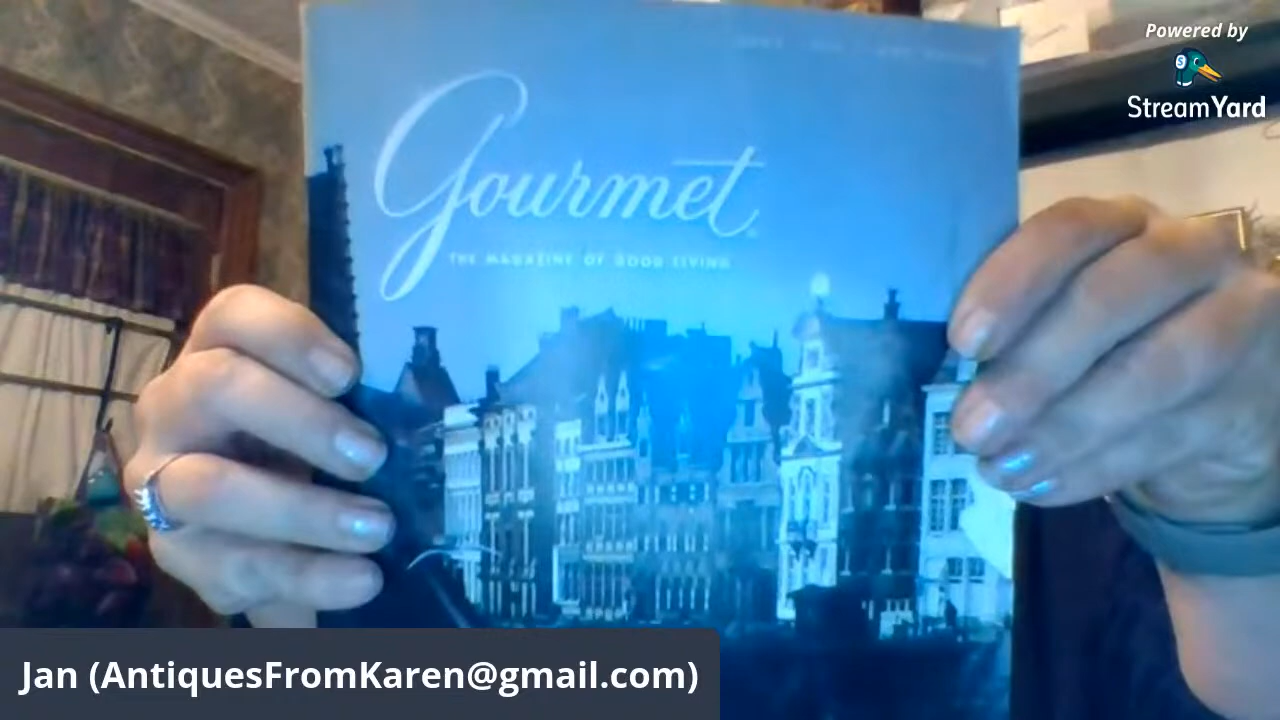 Powered by
StreamYard
Gourmet
THE MAGAZINE OF GOOD LIVING
Jan (AntiquesFromKaren@gmail.com)